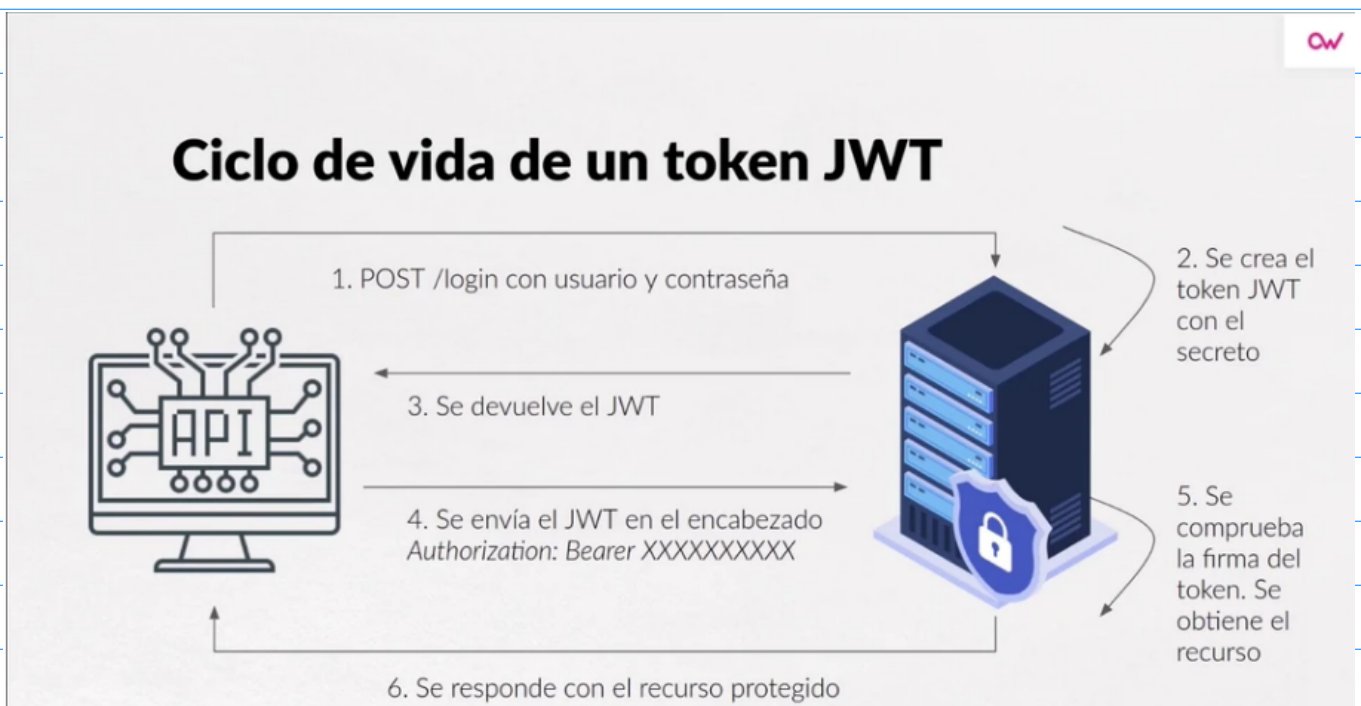 OW
Ciclo de vida de un token JWT
1. POST /login con usuario y contraseña
2. Se crea el
token JWT
con el
secreto
API
3. Se devuelve el JWT
4. Se envía el JWT en el encabezado
Authorization: Bearer XXXXXXXXXX
5. Se
comprueba
la firma del
token. Se
obtiene el
recurso
6. Se responde con el recurso protegido